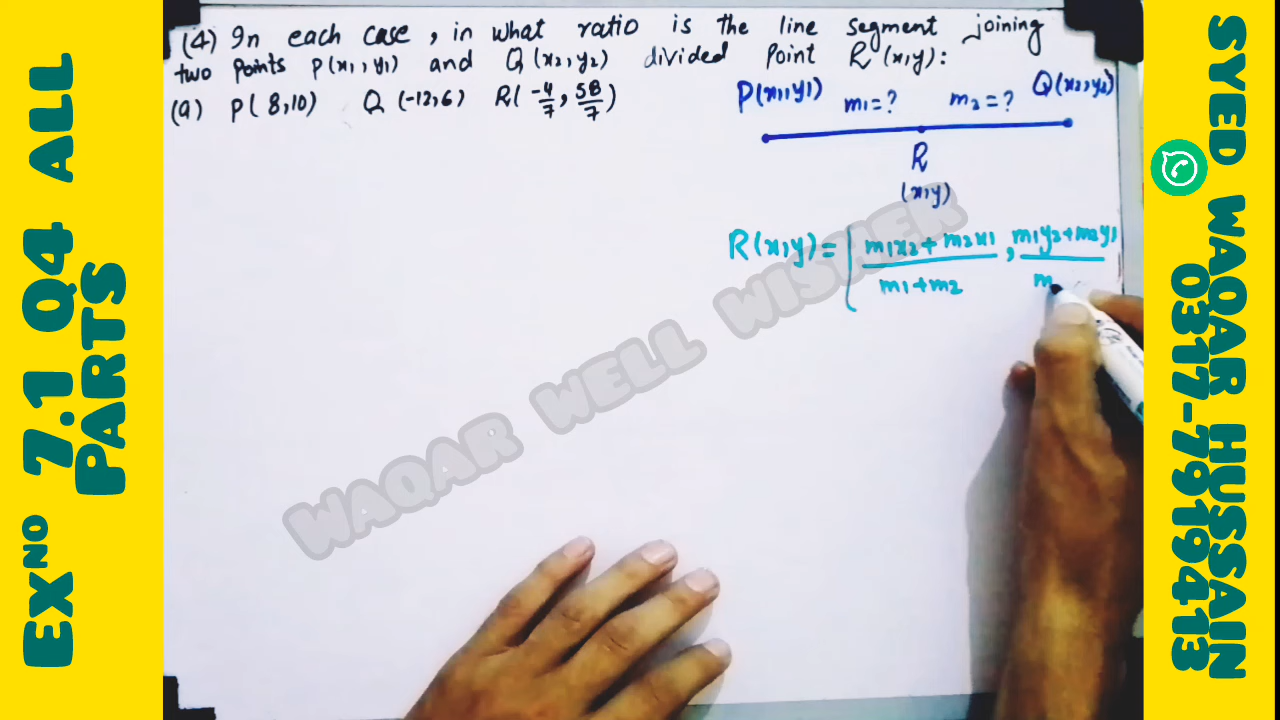 (4) In each case, in what ratio is the line segment joining
two points P(x1,y1) and Q(x2,y2) divided Point R(x,y):
(a) P(8,10) Q(-12,6) R(-4/7, 58/7)
P(x1,y1) m1=? m2=? Q(x2,y2)
R
(x,y)
R(x,y) = (m1x2+m2x1/m1+m2, m1y2+m2y1/m
WAQAR WELL WISHER
Exno 7.1 Q4 ALL
PARTS
SYED WAQAR HUSSAIN
0317-7919413